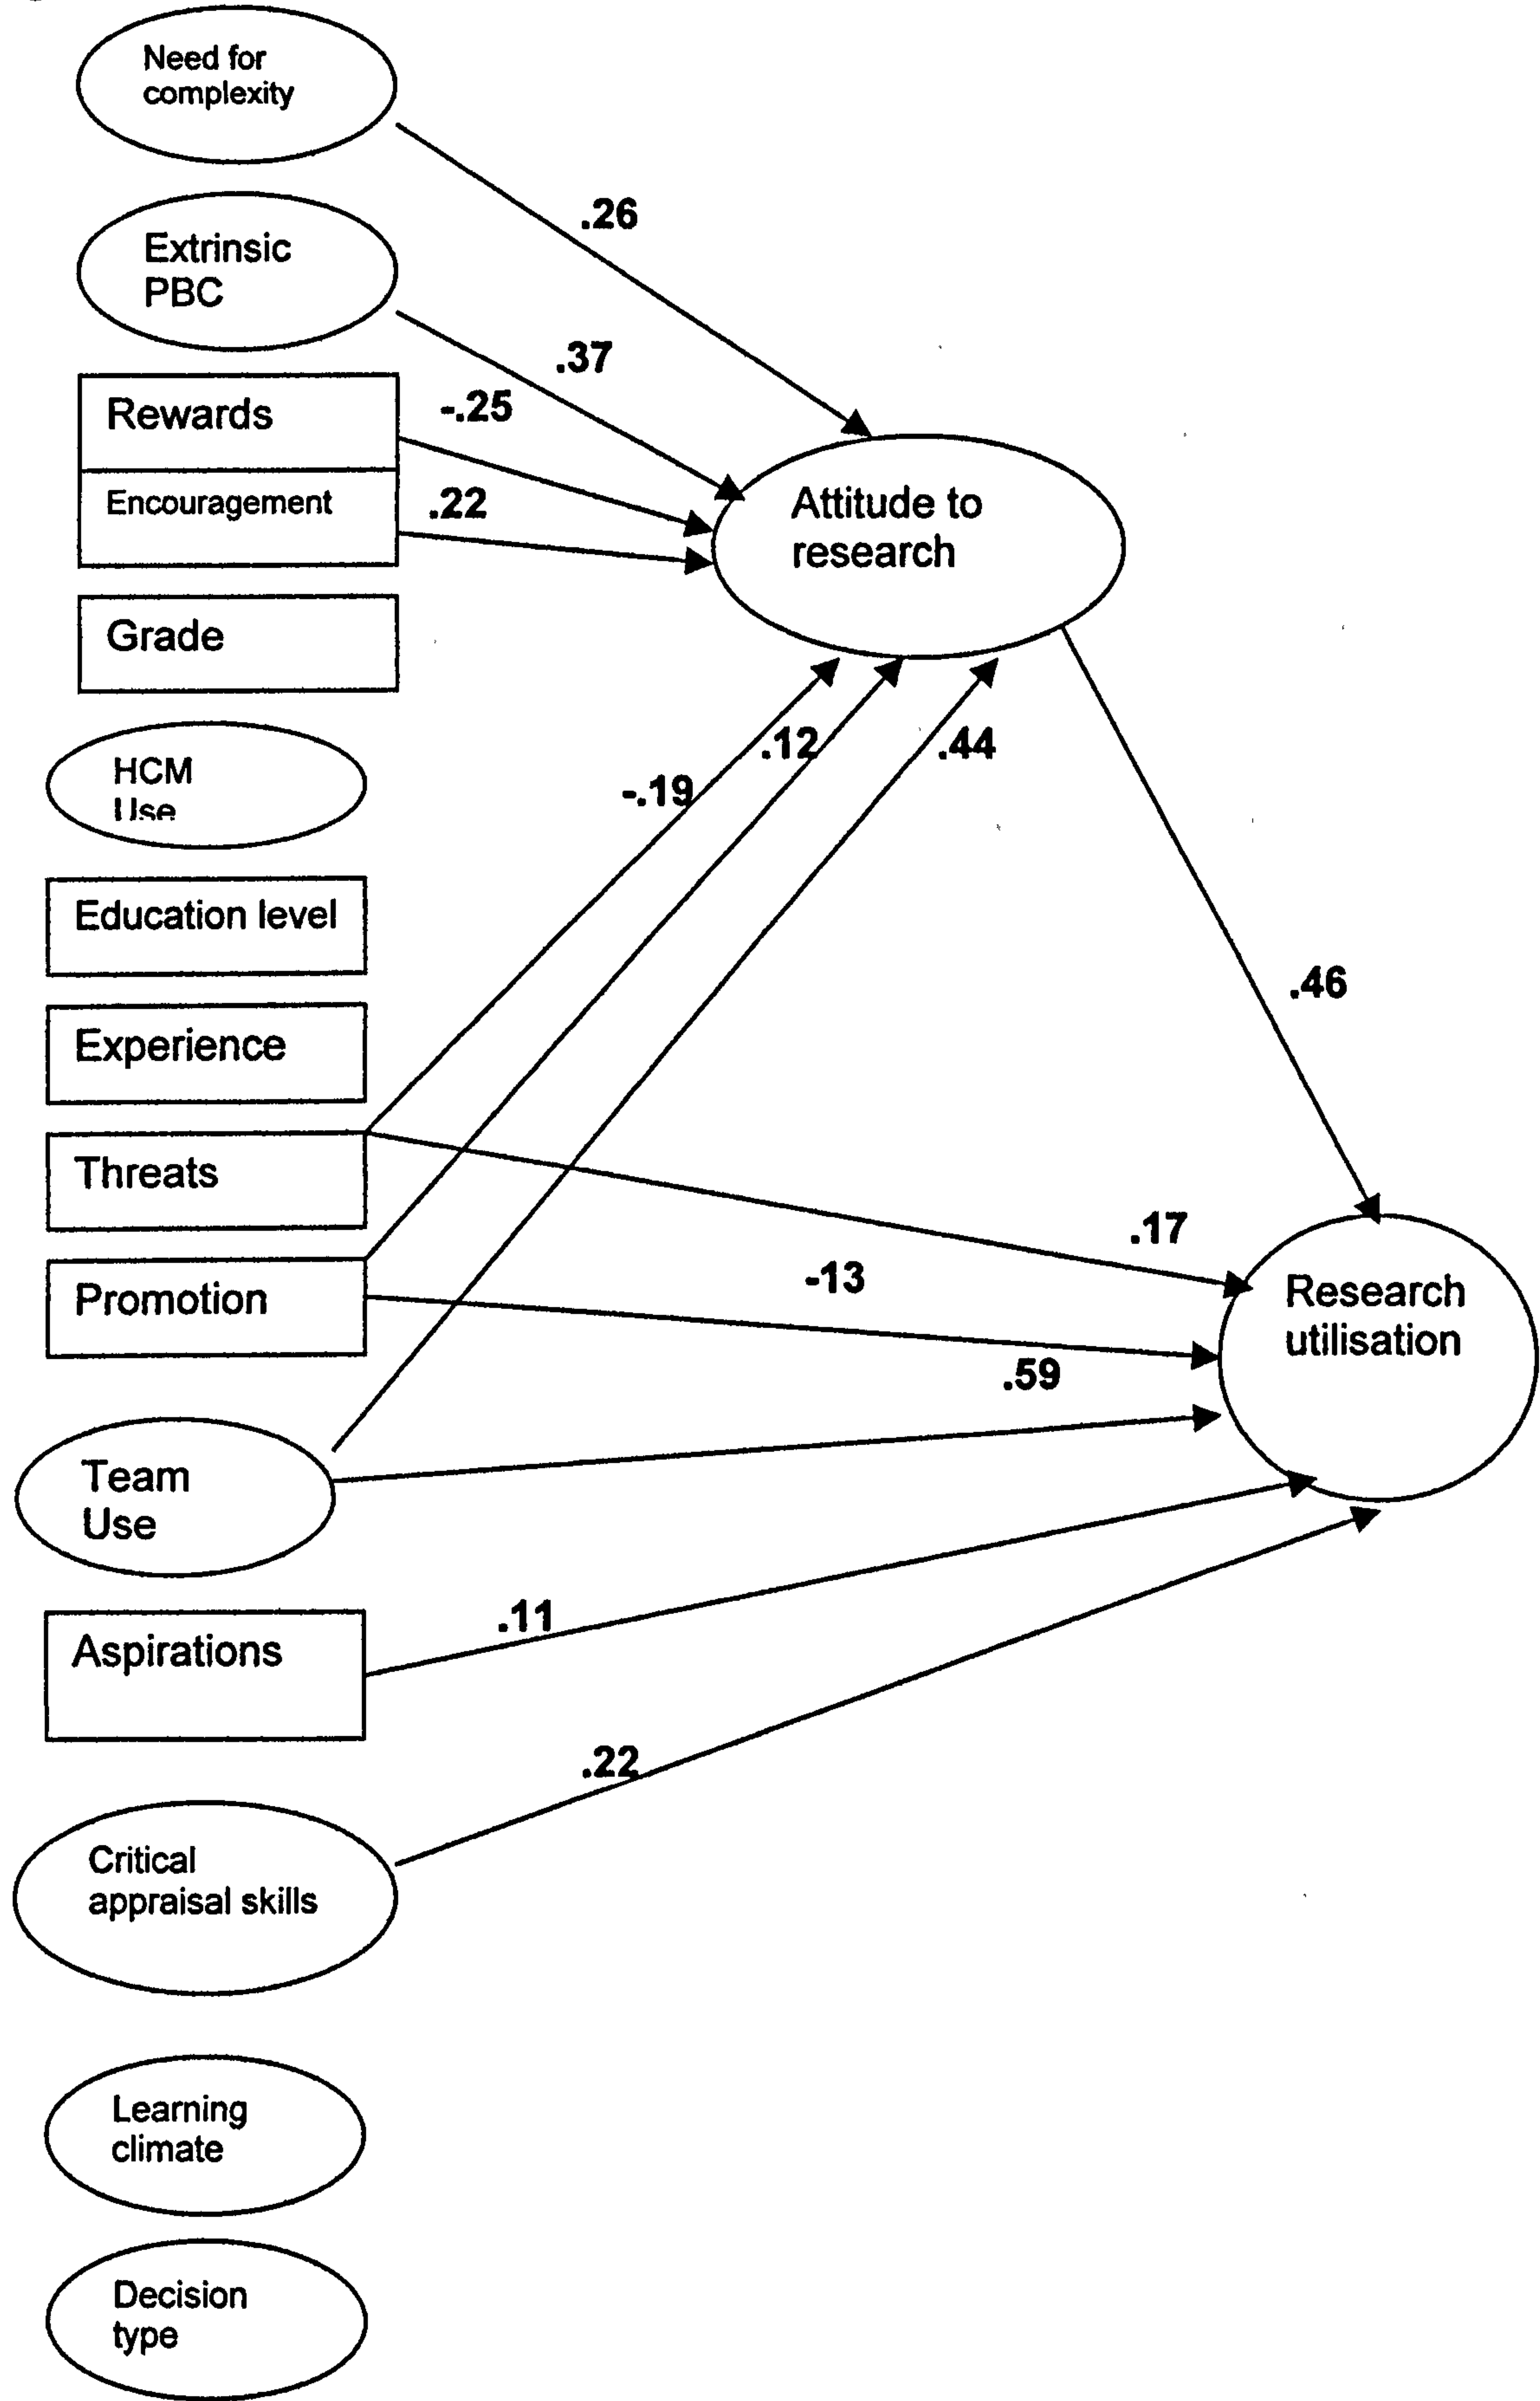 Need for
complexity
.26
Extrinsic
PBC
.37
Rewards
-.25
Encouragement
.22
Attitude to
research
Grade
HCM
Use
.12
.44
-.19
Education level
.46
Experience
Threats
.17
Promotion
-13
Research
utilisation
.59
Team
Use
Aspirations
.11
.22
Critical
appraisal skills
Learning
climate
Decision
type